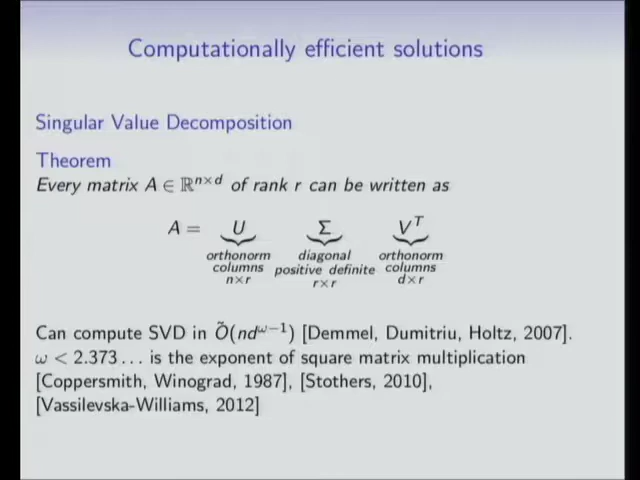 Computationally efficient solutions
Singular Value Decomposition
Theorem
Every matrix A ∈ ℝⁿˣᵈ of rank r can be written as
A = U Σ Vᵀ
orthonorm diagonal orthonorm
columns positive definite columns
n×r r×r d×r
Can compute SVD in Õ(nd^{ω−1}) [Demmel, Dumitriu, Holtz, 2007].
ω < 2.373... is the exponent of square matrix multiplication
[Coppersmith, Winograd, 1987], [Stothers, 2010],
[Vassilevska-Williams, 2012]